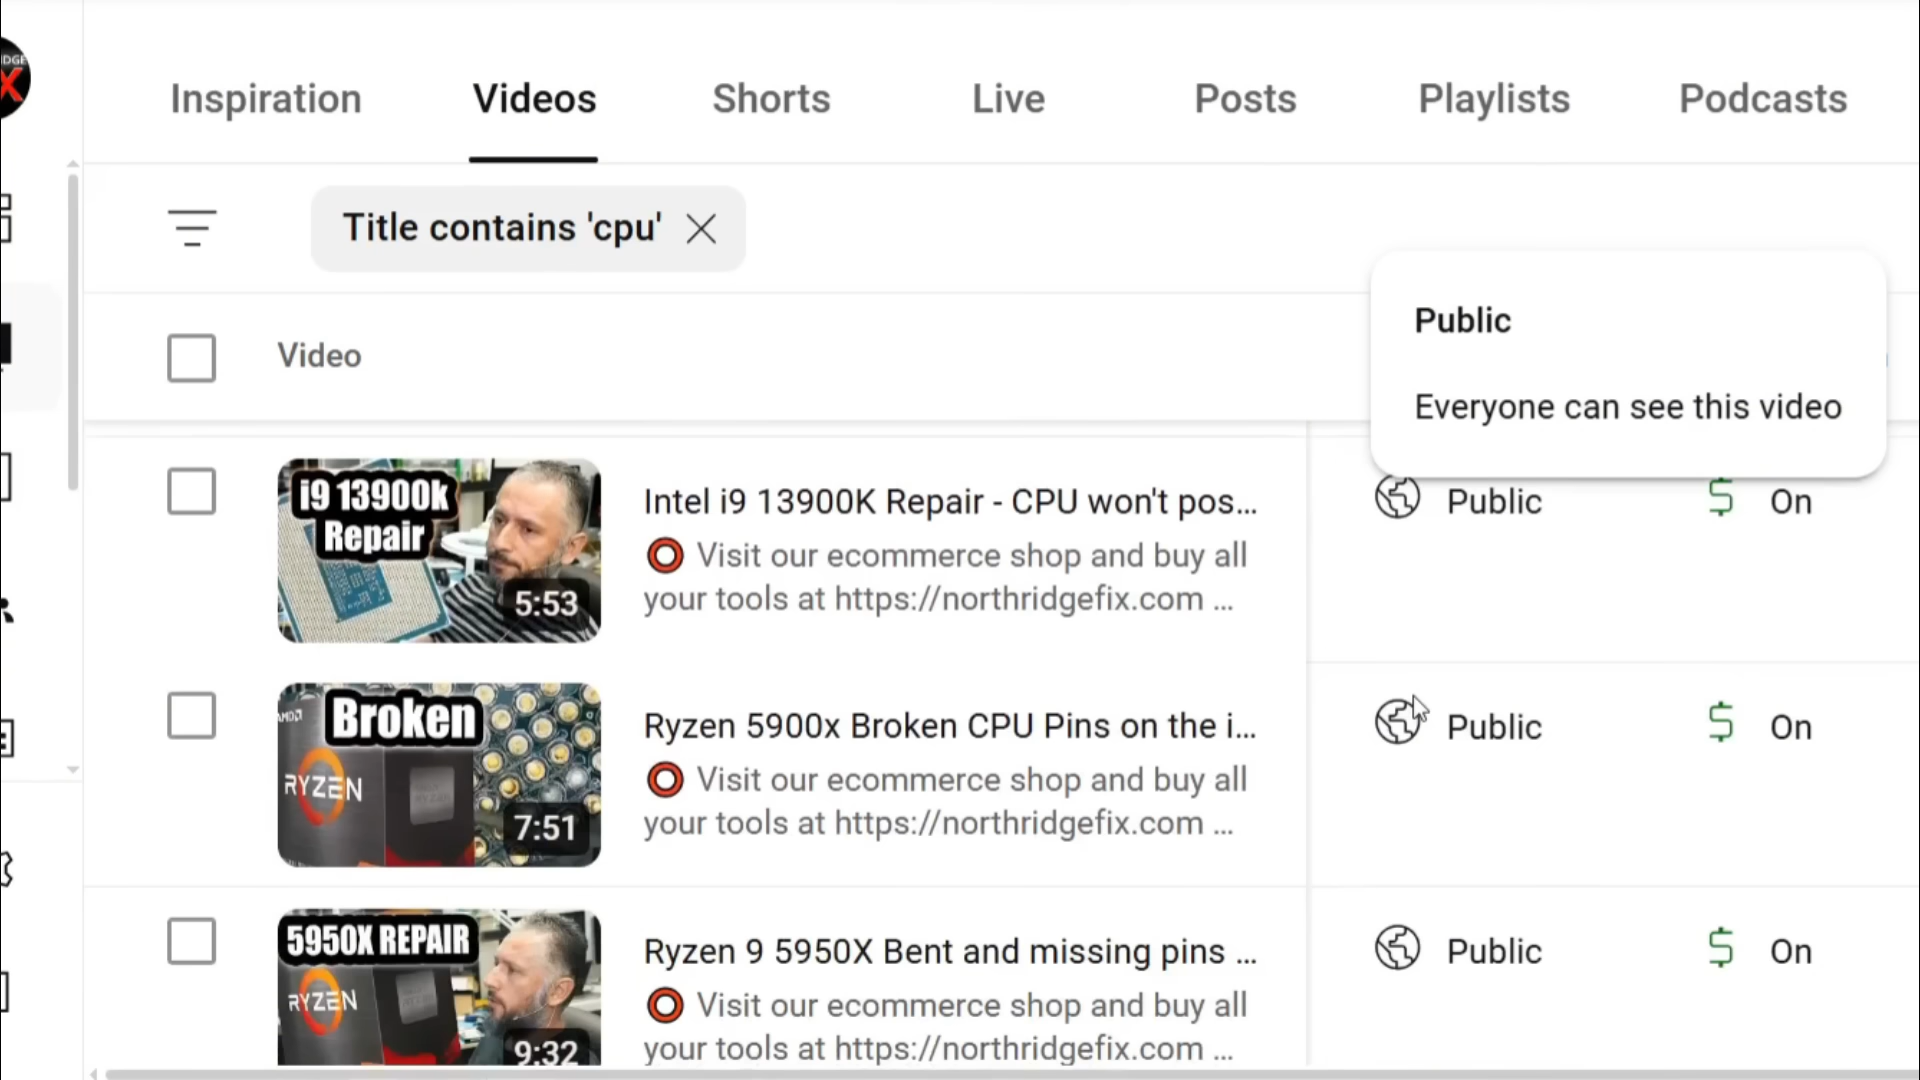 IDGE
X
Inspiration
Videos
Shorts
Live
Posts
Playlists
Podcasts
Title contains 'cpu'
Public
Everyone can see this video
Video
i9 13900k
Repair
5:53
Intel i9 13900K Repair - CPU won't pos...
Visit our ecommerce shop and buy all
your tools at https://northridgefix.com ...
Public
$ On
AMD
Broken
RYZEN
7:51
Ryzen 5900x Broken CPU Pins on the i...
Visit our ecommerce shop and buy all
your tools at https://northridgefix.com ...
Public
$ On
5950X REPAIR
RYZEN
9:32
Ryzen 9 5950X Bent and missing pins ...
Visit our ecommerce shop and buy all
your tools at https://northridgefix.com ...
Public
$ On